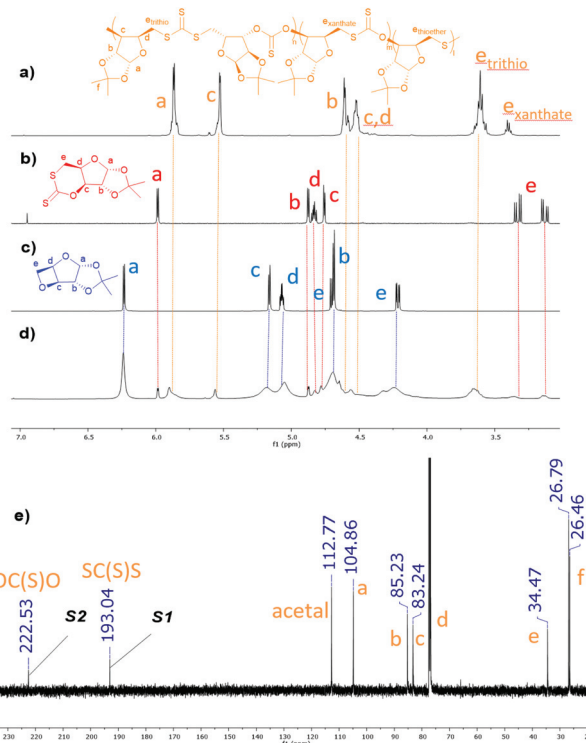 e_trithio
e_xanthate
e_thioether
c
d
b
a
f
n
m
l
S
S
S
O
O
S
S
S
O
O
a)
a
c
b
c,d
e_trithio
e_xanthate
b)
e
d
a
c
b
S
S
O
O
O
O
a
b
d
c
e
c)
e
d
a
c
b
O
O
O
O
a
c
d
e
b
e
d)
7.0 6.5 6.0 5.5 5.0 4.5 4.0 3.5
f1 (ppm)
e)
OC(S)O
222.53
S2
SC(S)S
193.04
S1
acetal
112.77
104.86
a
85.23
83.24
b
c
d
34.47
e
26.79
26.46
f
230 220 210 200 190 180 170 160 150 140 130 120 110 100 90 80 70 60 50 40 30
f1 (ppm)